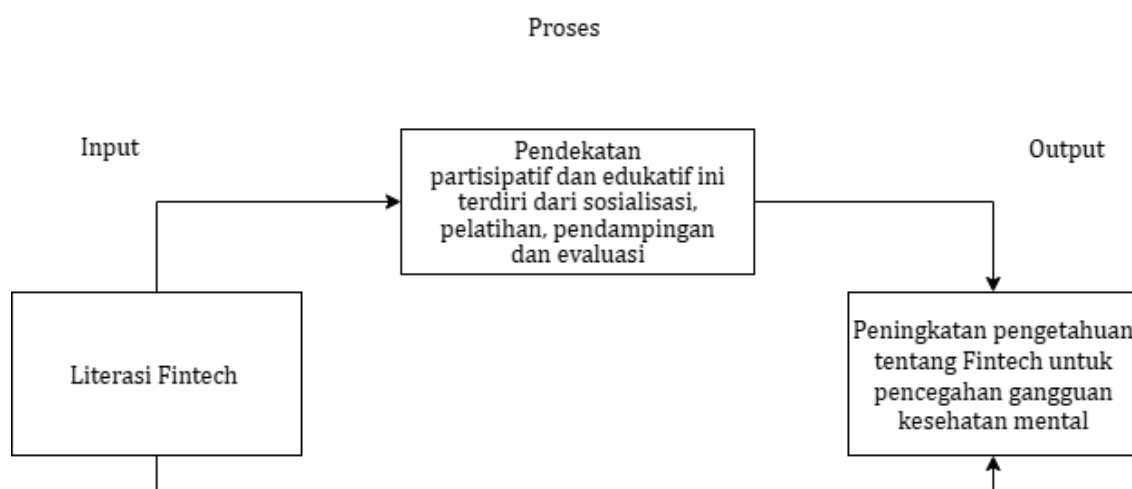 Proses
Input
Pendekatan
partisipatif dan edukatif ini
terdiri dari sosialisasi,
pelatihan, pendampingan
dan evaluasi
Output
Literasi Fintech
Peningkatan pengetahuan
tentang Fintech untuk
pencegahan gangguan
kesehatan mental